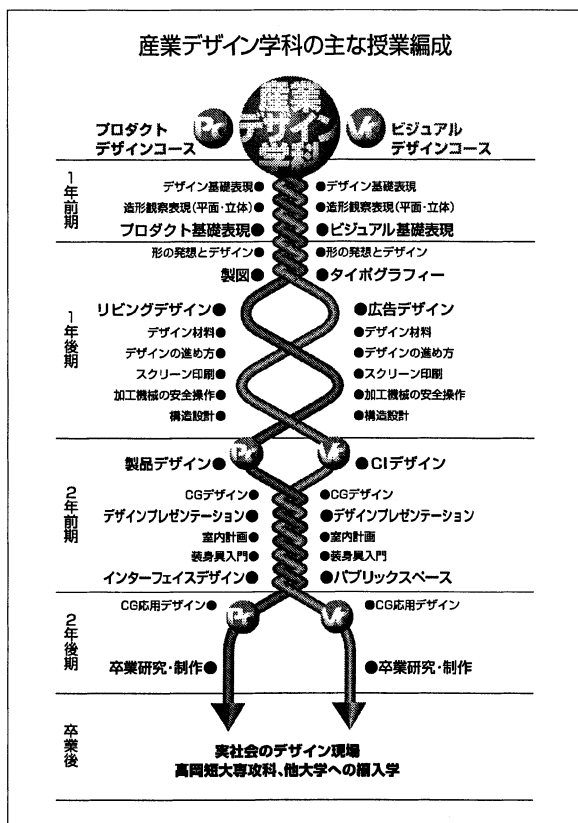 産業デザイン学科の主な授業編成
産業
デザイン
学科
Pr
プロダクト
デザインコース
Vr
ビジュアル
デザインコース
1年前期
デザイン基礎表現●
●デザイン基礎表現
造形観察表現(平面・立体)●
●造形観察表現(平面・立体)
プロダクト基礎表現●
●ビジュアル基礎表現
1年後期
形の発想とデザイン●
●形の発想とデザイン
製図●
●タイポグラフィー
リビングデザイン●
●広告デザイン
デザイン材料●
●デザイン材料
デザインの進め方●
●デザインの進め方
スクリーン印刷●
●スクリーン印刷
加工機械の安全操作●
●加工機械の安全操作
構造設計●
●構造設計
Pr
Vr
2年前期
製品デザイン●
●CIデザイン
CGデザイン●
●CGデザイン
デザインプレゼンテーション●
●デザインプレゼンテーション
室内計画●
●室内計画
装身具入門●
●装身具入門
インターフェイスデザイン●
●パブリックスペース
2年後期
CG応用デザイン●
Pr
Vr
●CG応用デザイン
卒業研究・制作●
●卒業研究・制作
卒業後
実社会のデザイン現場
高岡短大専攻科、他大学への編入学